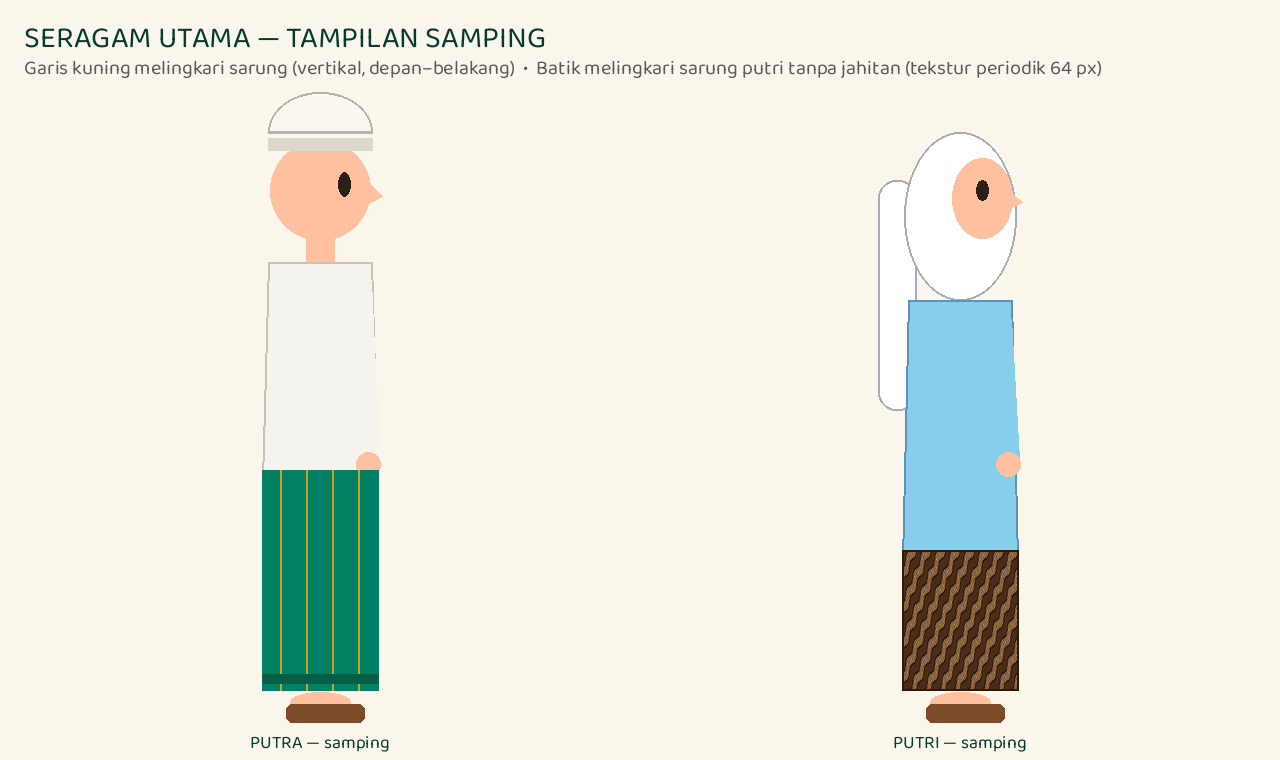 SERAGAM UTAMA — TAMPILAN SAMPING
Garis kuning melingkari sarung (vertikal, depan–belakang) • Batik melingkari sarung putri tanpa jahitan (tekstur periodik 64 px)
PUTRA — samping
PUTRI — samping